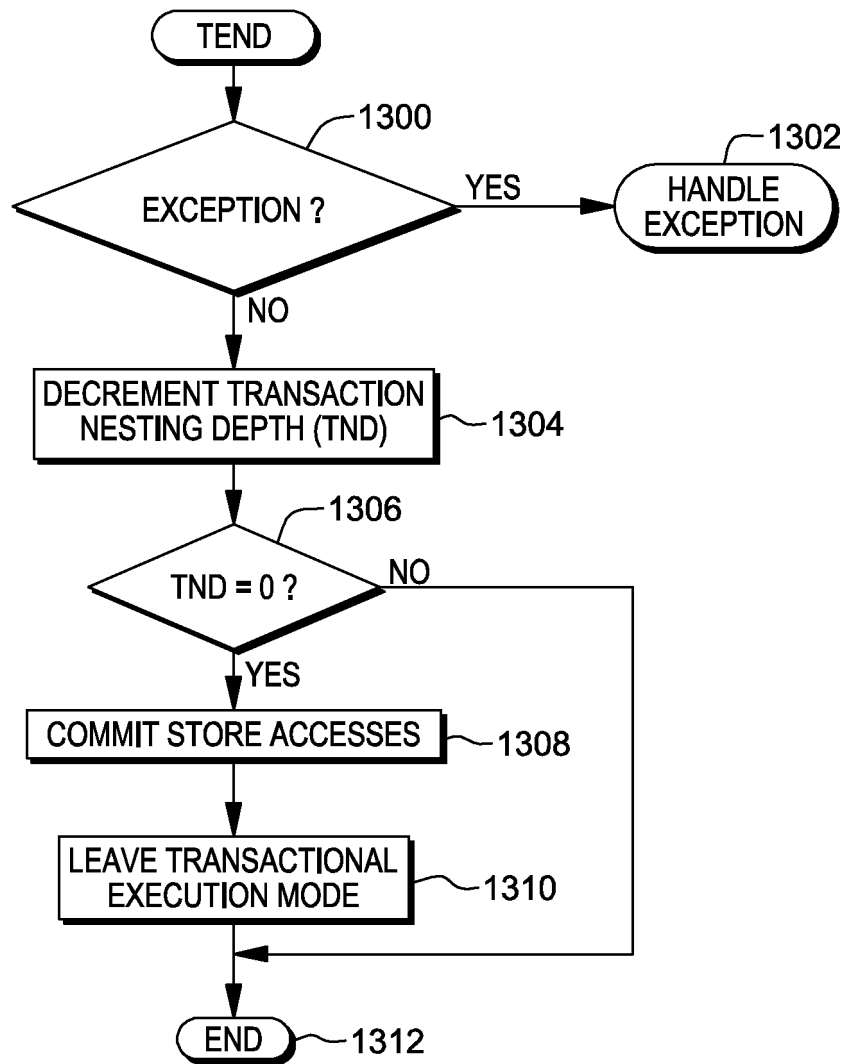 TEND
1300
EXCEPTION ?
YES
1302
HANDLE
EXCEPTION
NO
DECREMENT TRANSACTION
NESTING DEPTH (TND)
1304
1306
TND = 0 ?
NO
YES
COMMIT STORE ACCESSES
1308
LEAVE TRANSACTIONAL
EXECUTION MODE
1310
END
1312